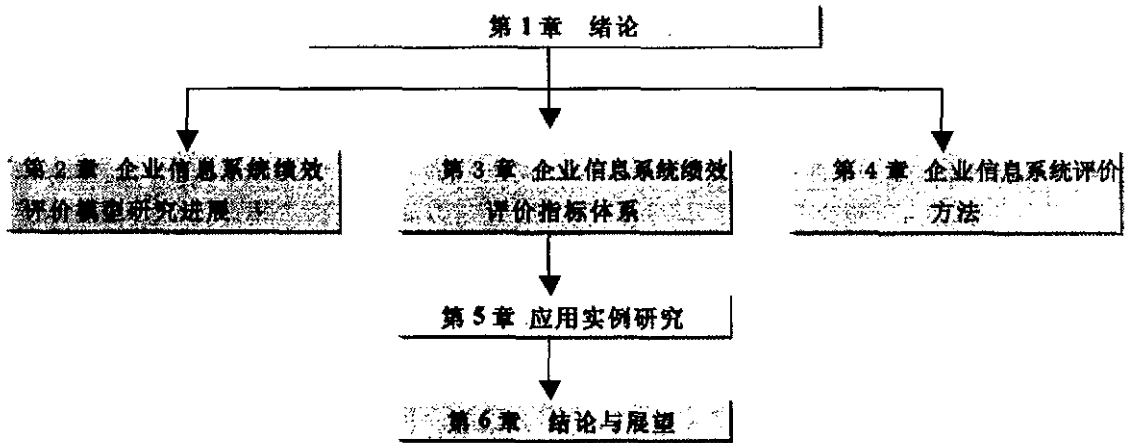 第1章 绪论
第2章 企业信息系统绩效
评价模型研究进展
第3章 企业信息系统绩效
评价指标体系
第4章 企业信息系统评价
方法
第5章 应用实例研究
第6章 结论与展望